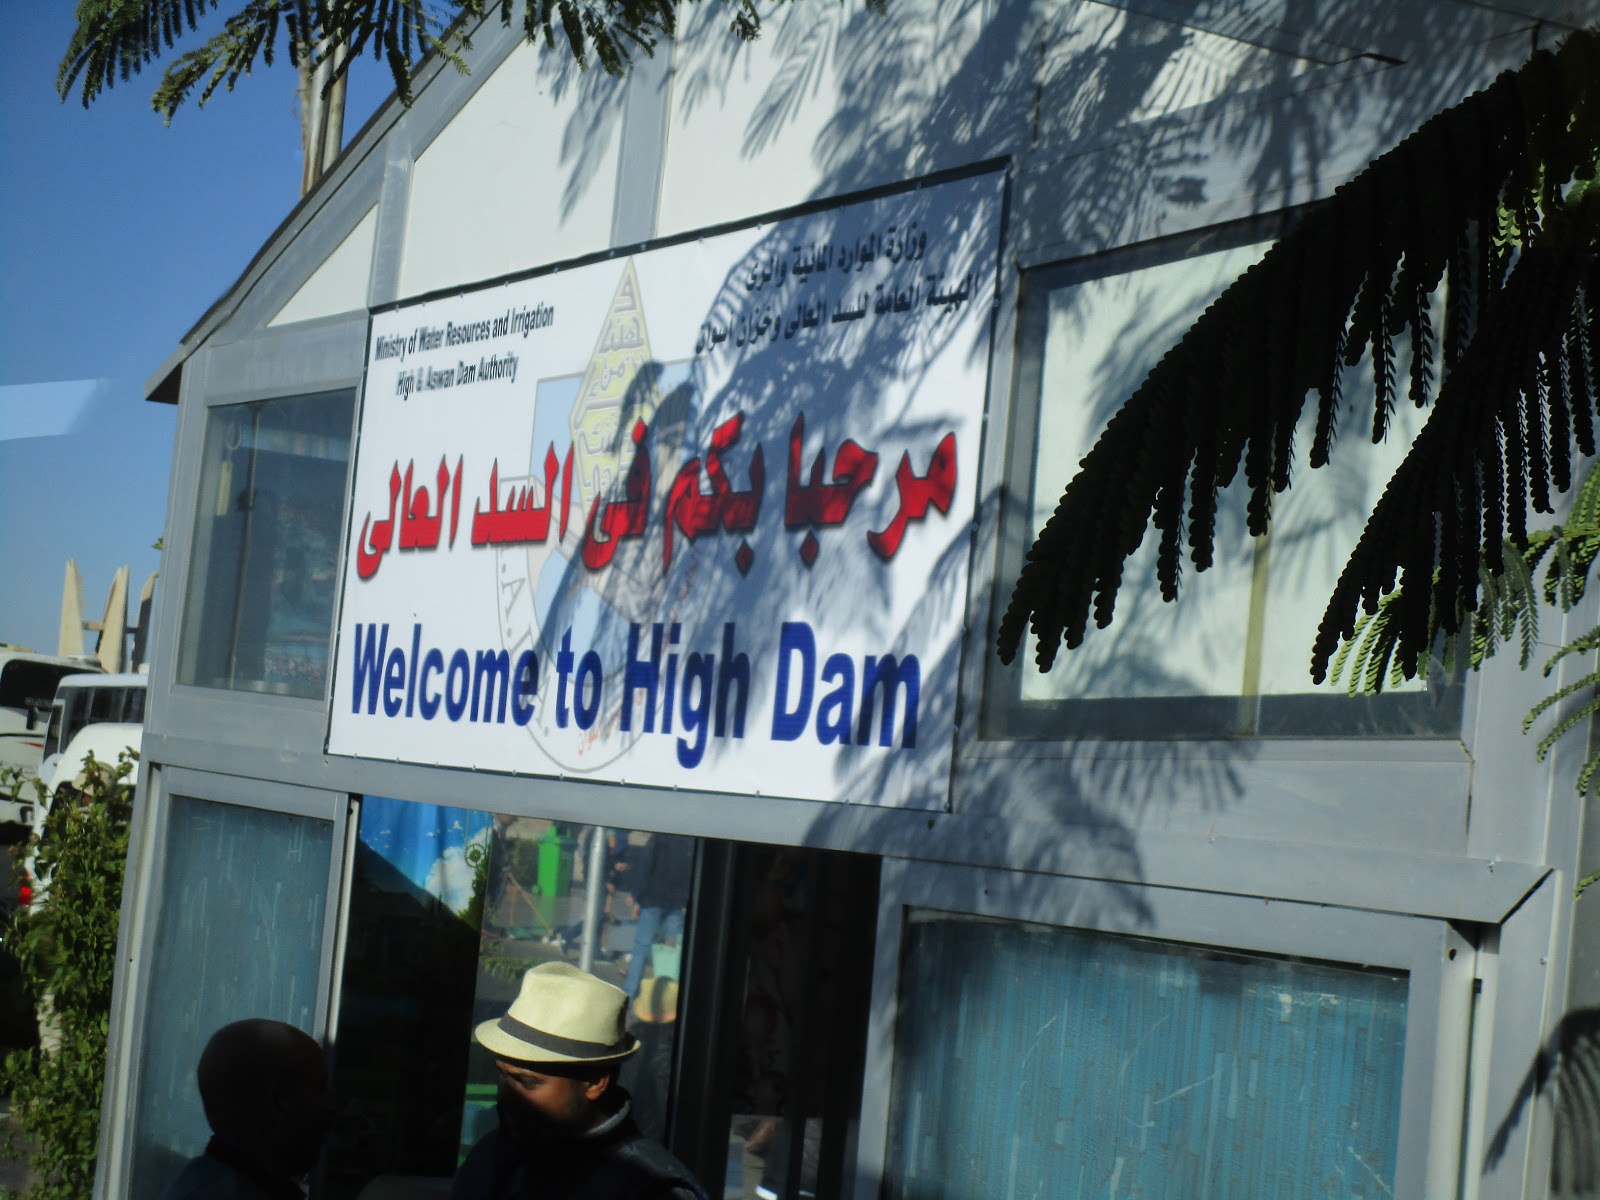 Ministry of Water Resources and Irrigation
High & Aswan Dam Authority
وزارة الموارد المائية والرى
الهيئة العامة للسد العالى وخزان اسوان
مرحبا بكم فى السد العالى
Welcome to High Dam